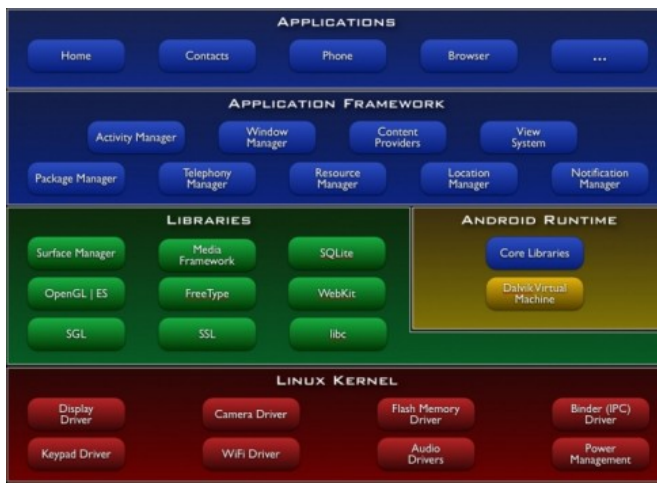 APPLICATIONS
Home
Contacts
Phone
Browser
...
APPLICATION FRAMEWORK
Activity Manager
Window
Manager
Content
Providers
View
System
Package Manager
Telephony
Manager
Resource
Manager
Location
Manager
Notification
Manager
LIBRARIES
Surface Manager
Media
Framework
SQLite
OpenGL | ES
FreeType
WebKit
SGL
SSL
libc
ANDROID RUNTIME
Core Libraries
Dalvik Virtual
Machine
LINUX KERNEL
Display
Driver
Camera Driver
Flash Memory
Driver
Binder (IPC)
Driver
Keypad Driver
WiFi Driver
Audio
Drivers
Power
Management